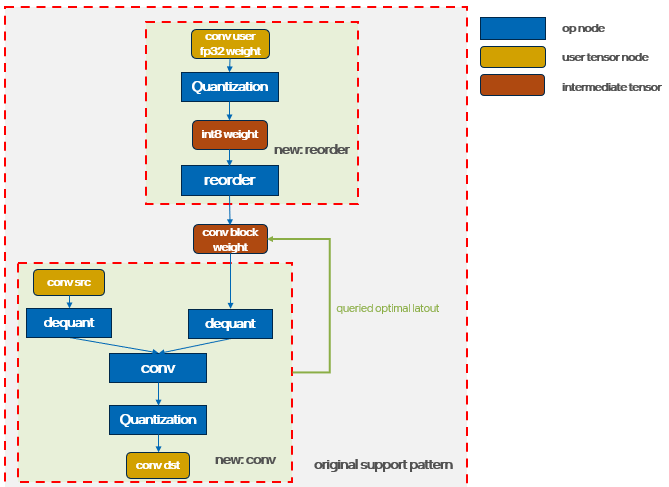 conv user
fp32 weight
Quantization
int8 weight
new: reorder
reorder
conv block
weight
conv src
queried optimal latout
dequant
dequant
conv
Quantization
conv dst
new: conv
original support pattern
op node
user tensor node
intermediate tensor